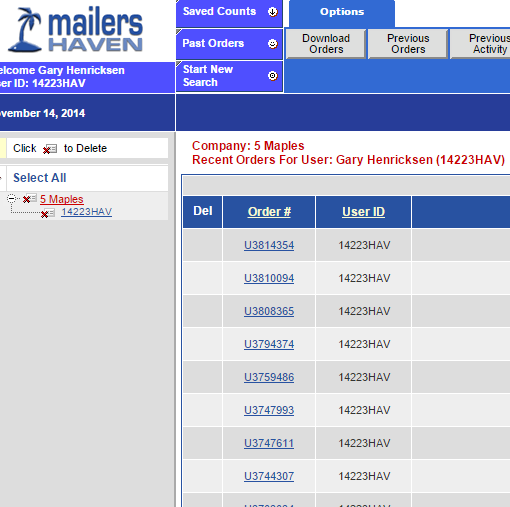 mailers
HAVEN
Saved Counts
Past Orders
Start New
Search
Options
Download
Orders
Previous
Orders
Previous
Activity
elcome Gary Henricksen
ser ID: 14223HAV
ovember 14, 2014
Click to Delete
Select All
5 Maples
14223HAV
Company: 5 Maples
Recent Orders For User: Gary Henricksen (14223HAV)
Del Order # User ID
U3814354 14223HAV
U3810094 14223HAV
U3808365 14223HAV
U3794374 14223HAV
U3759486 14223HAV
U3747993 14223HAV
U3747611 14223HAV
U3744307 14223HAV
14223HAV